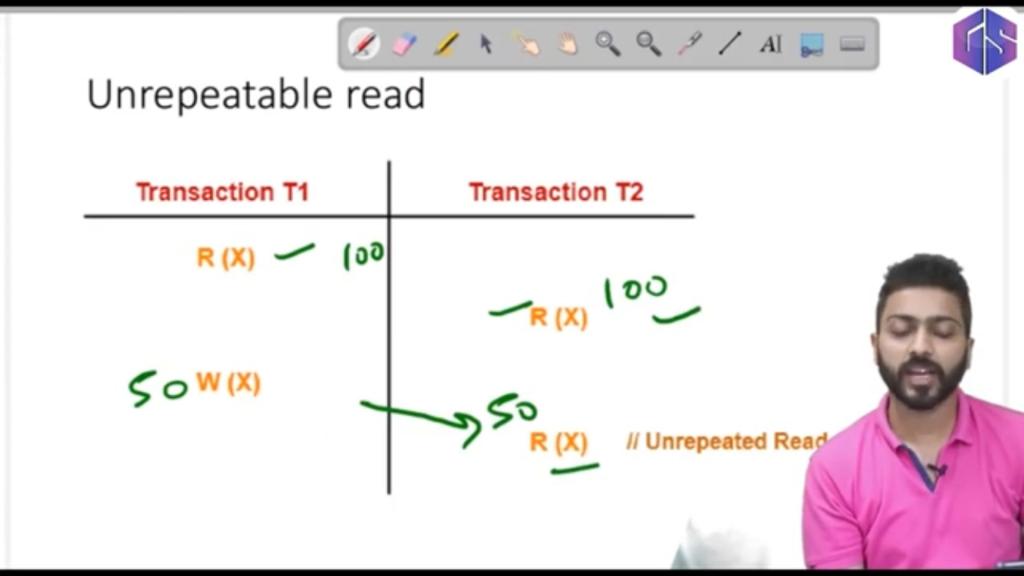 AI
Unrepeatable read
Transaction T1 Transaction T2
R (X) 100
100
R (X)
50 W (X)
50
R (X) // Unrepeated Read